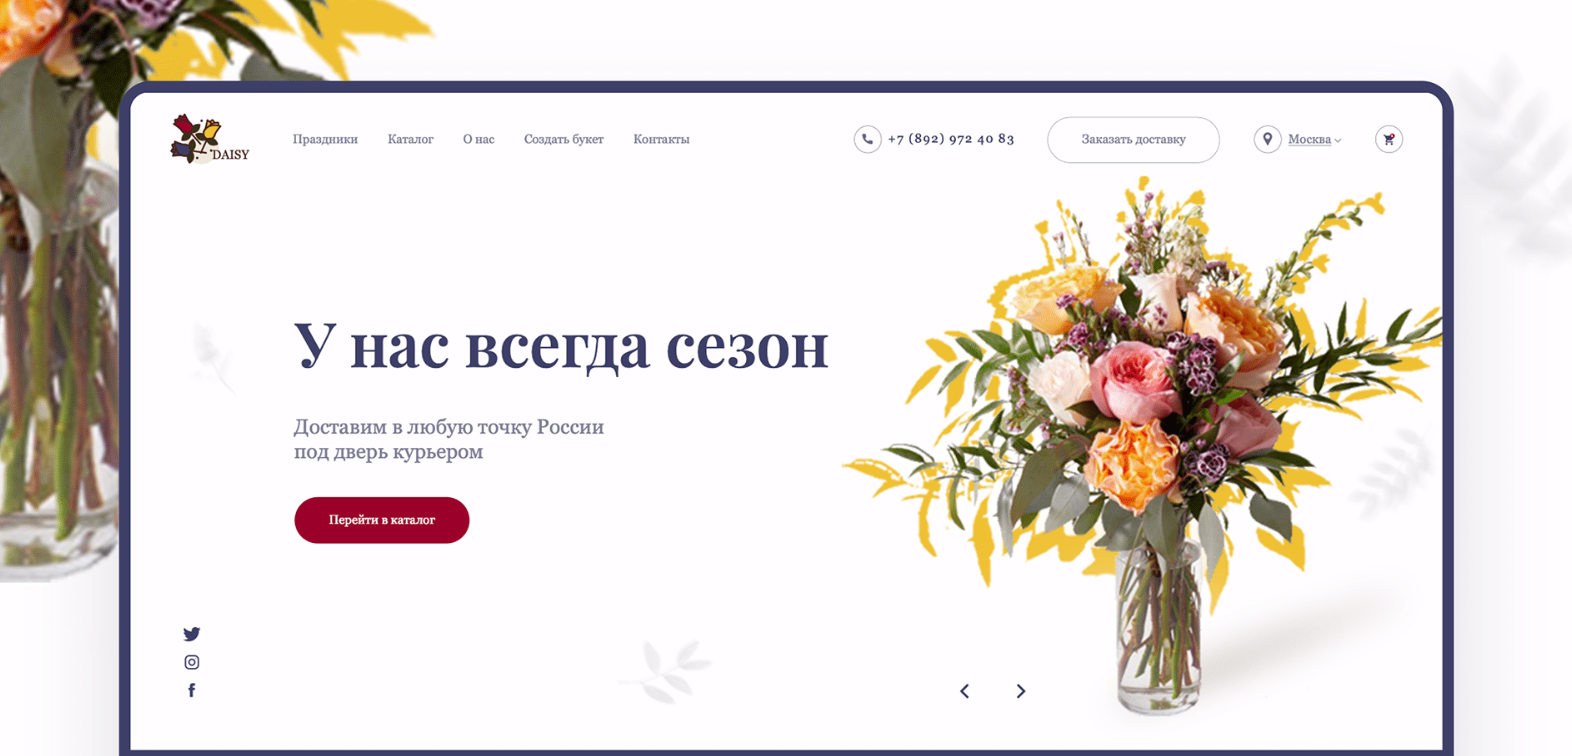 DAISY
Праздники
Каталог
О нас
Создать букет
Контакты
+7 (892) 972 40 83
Заказать доставку
Москва
У нас всегда сезон
Доставим в любую точку России
под дверь курьером
Перейти в каталог